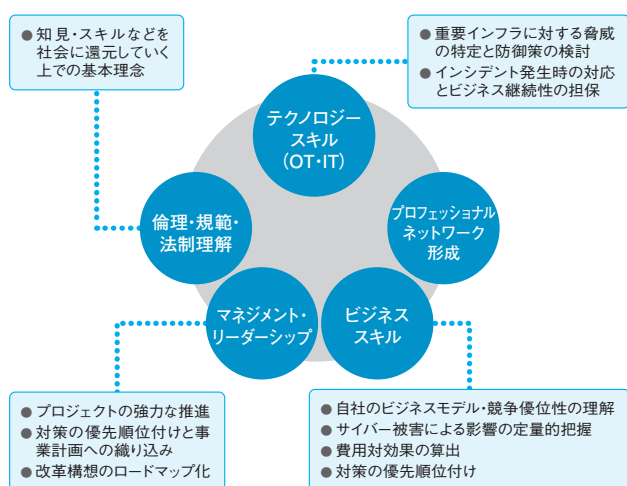 ● 知見・スキルなどを
社会に還元していく
上での基本理念
● 重要インフラに対する脅威
の特定と防御策の検討
● インシデント発生時の対応
とビジネス継続性の担保
テクノロジー
スキル
（OT・IT）
倫理・規範・
法制理解
プロフェッショナル
ネットワーク
形成
マネジメント・
リーダーシップ
ビジネス
スキル
● プロジェクトの強力な推進
● 対策の優先順位付けと事
業計画への織り込み
● 改革構想のロードマップ化
● 自社のビジネスモデル・競争優位性の理解
● サイバー被害による影響の定量的把握
● 費用対効果の算出
● 対策の優先順位付け